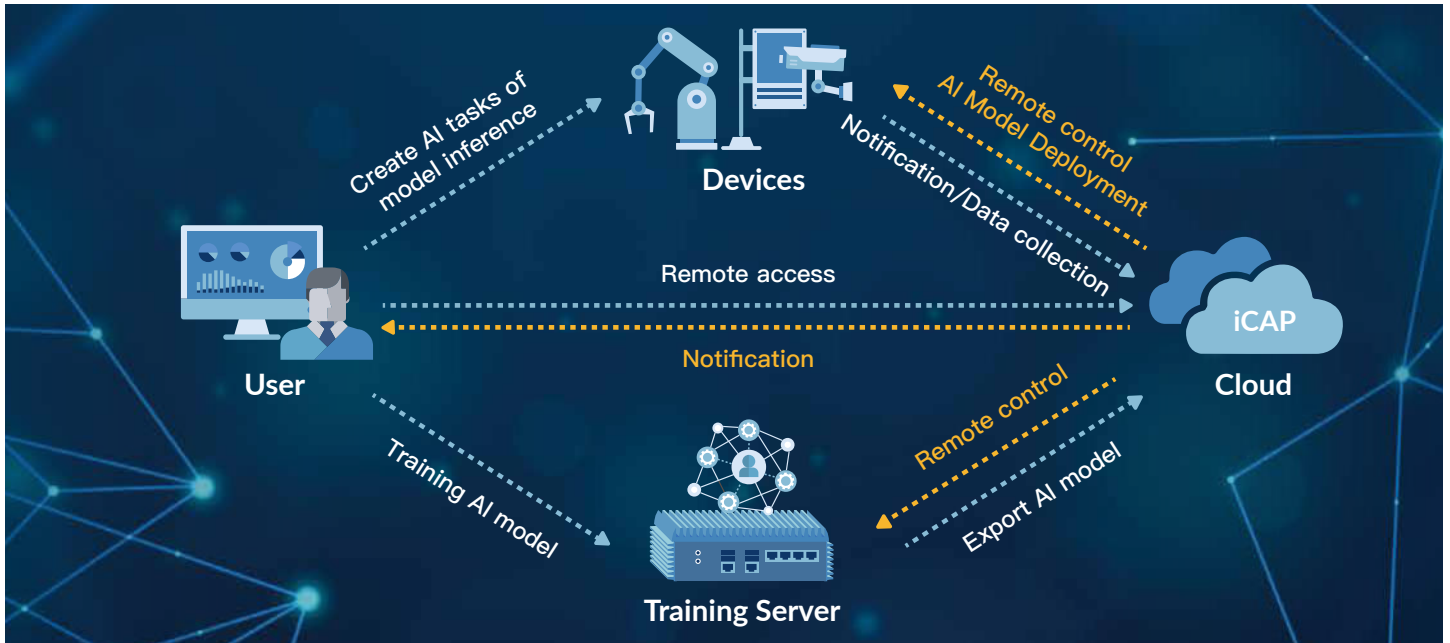 Create AI tasks of
model inference
Devices
Remote control
AI Model Deployment
Notification/Data collection
Remote access
iCAP
Notification
User
Cloud
Training AI model
Remote control
Export AI model
Training Server